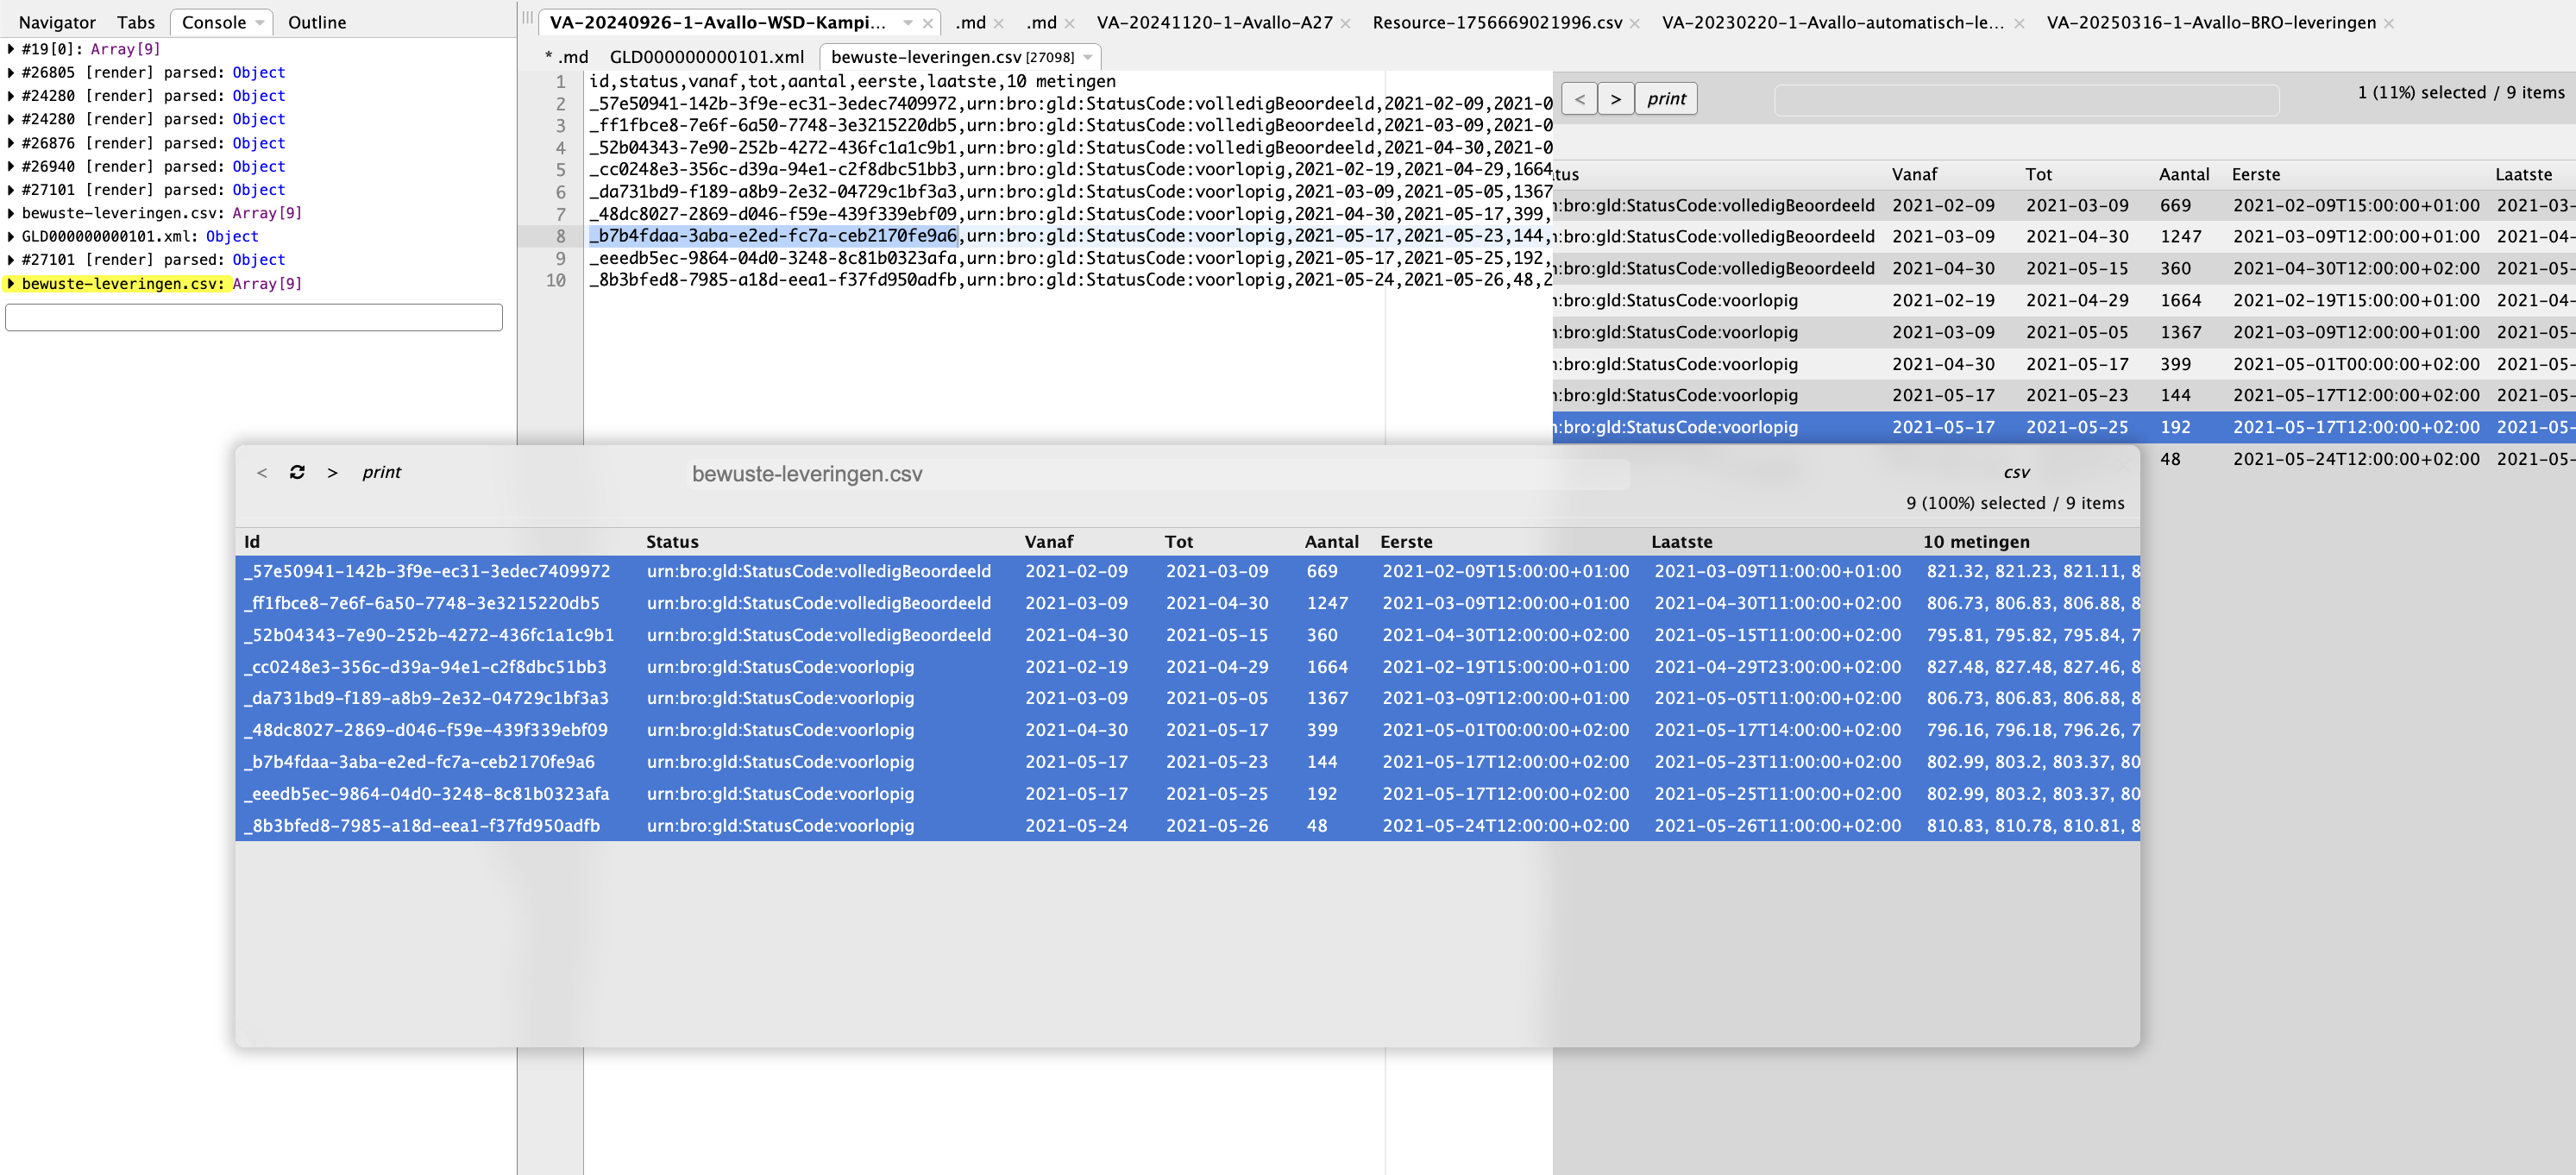 Navigator Tabs Console Outline
#19[0]: Array[9]
#26805 [render] parsed: Object
#24280 [render] parsed: Object
#24280 [render] parsed: Object
#26876 [render] parsed: Object
#26940 [render] parsed: Object
#27101 [render] parsed: Object
bewuste-leveringen.csv: Array[9]
GLD000000000101.xml: Object
#27101 [render] parsed: Object
bewuste-leveringen.csv: Array[9]
VA-20240926-1-Avallo-WSD-Kampi... .md .md VA-20241120-1-Avallo-A27 Resource-1756669021996.csv VA-20230220-1-Avallo-automatisch-le... VA-20250316-1-Avallo-BRO-leveringen
* .md GLD000000000101.xml bewuste-leveringen.csv [27098]
1 id,status,vanaf,tot,aantal,eerste,laatste,10 metingen
2 _57e50941-142b-3f9e-ec31-3edec7409972,urn:bro:gld:StatusCode:volledigBeoordeeld,2021-02-09,2021-0
3 _ff1fbce8-7e6f-6a50-7748-3e3215220db5,urn:bro:gld:StatusCode:volledigBeoordeeld,2021-03-09,2021-0
4 _52b04343-7e90-252b-4272-436fc1a1c9b1,urn:bro:gld:StatusCode:volledigBeoordeeld,2021-04-30,2021-0
5 _cc0248e3-356c-d39a-94e1-c2f8dbc51bb3,urn:bro:gld:StatusCode:voorlopig,2021-02-19,2021-04-29,1664
6 _da731bd9-f189-a8b9-2e32-04729c1bf3a3,urn:bro:gld:StatusCode:voorlopig,2021-03-09,2021-05-05,1367
7 _48dc8027-2869-d046-f59e-439f339ebf09,urn:bro:gld:StatusCode:voorlopig,2021-04-30,2021-05-17,399,
8 _b7b4fdaa-3aba-e2ed-fc7a-ceb2170fe9a6,urn:bro:gld:StatusCode:voorlopig,2021-05-17,2021-05-23,144,
9 _eeedb5ec-9864-04d0-3248-8c81b0323afa,urn:bro:gld:StatusCode:voorlopig,2021-05-17,2021-05-25,192,
10 _8b3bfed8-7985-a18d-eea1-f37fd950adfb,urn:bro:gld:StatusCode:voorlopig,2021-05-24,2021-05-26,48,2
< > print 1 (11%) selected / 9 items
tus Vanaf Tot Aantal Eerste Laatste
:bro:gld:StatusCode:volledigBeoordeeld 2021-02-09 2021-03-09 669 2021-02-09T15:00:00+01:00 2021-03-
:bro:gld:StatusCode:volledigBeoordeeld 2021-03-09 2021-04-30 1247 2021-03-09T12:00:00+01:00 2021-04-
:bro:gld:StatusCode:volledigBeoordeeld 2021-04-30 2021-05-15 360 2021-04-30T12:00:00+02:00 2021-05-
:bro:gld:StatusCode:voorlopig 2021-02-19 2021-04-29 1664 2021-02-19T15:00:00+01:00 2021-04-
:bro:gld:StatusCode:voorlopig 2021-03-09 2021-05-05 1367 2021-03-09T12:00:00+01:00 2021-05-
:bro:gld:StatusCode:voorlopig 2021-04-30 2021-05-17 399 2021-05-01T00:00:00+02:00 2021-05-
:bro:gld:StatusCode:voorlopig 2021-05-17 2021-05-23 144 2021-05-17T12:00:00+02:00 2021-05-
:bro:gld:StatusCode:voorlopig 2021-05-17 2021-05-25 192 2021-05-17T12:00:00+02:00 2021-05-
48 2021-05-24T12:00:00+02:00 2021-05-
< > print bewuste-leveringen.csv csv
9 (100%) selected / 9 items
Id Status Vanaf Tot Aantal Eerste Laatste 10 metingen
_57e50941-142b-3f9e-ec31-3edec7409972 urn:bro:gld:StatusCode:volledigBeoordeeld 2021-02-09 2021-03-09 669 2021-02-09T15:00:00+01:00 2021-03-09T11:00:00+01:00 821.32, 821.23, 821.11, 8
_ff1fbce8-7e6f-6a50-7748-3e3215220db5 urn:bro:gld:StatusCode:volledigBeoordeeld 2021-03-09 2021-04-30 1247 2021-03-09T12:00:00+01:00 2021-04-30T11:00:00+02:00 806.73, 806.83, 806.88, 8
_52b04343-7e90-252b-4272-436fc1a1c9b1 urn:bro:gld:StatusCode:volledigBeoordeeld 2021-04-30 2021-05-15 360 2021-04-30T12:00:00+02:00 2021-05-15T11:00:00+02:00 795.81, 795.82, 795.84, 7
_cc0248e3-356c-d39a-94e1-c2f8dbc51bb3 urn:bro:gld:StatusCode:voorlopig 2021-02-19 2021-04-29 1664 2021-02-19T15:00:00+01:00 2021-04-29T23:00:00+02:00 827.48, 827.48, 827.46, 8
_da731bd9-f189-a8b9-2e32-04729c1bf3a3 urn:bro:gld:StatusCode:voorlopig 2021-03-09 2021-05-05 1367 2021-03-09T12:00:00+01:00 2021-05-05T11:00:00+02:00 806.73, 806.83, 806.88, 8
_48dc8027-2869-d046-f59e-439f339ebf09 urn:bro:gld:StatusCode:voorlopig 2021-04-30 2021-05-17 399 2021-05-01T00:00:00+02:00 2021-05-17T14:00:00+02:00 796.16, 796.18, 796.26, 7
_b7b4fdaa-3aba-e2ed-fc7a-ceb2170fe9a6 urn:bro:gld:StatusCode:voorlopig 2021-05-17 2021-05-23 144 2021-05-17T12:00:00+02:00 2021-05-23T11:00:00+02:00 802.99, 803.2, 803.37, 80
_eeedb5ec-9864-04d0-3248-8c81b0323afa urn:bro:gld:StatusCode:voorlopig 2021-05-17 2021-05-25 192 2021-05-17T12:00:00+02:00 2021-05-25T11:00:00+02:00 802.99, 803.2, 803.37, 80
_8b3bfed8-7985-a18d-eea1-f37fd950adfb urn:bro:gld:StatusCode:voorlopig 2021-05-24 2021-05-26 48 2021-05-24T12:00:00+02:00 2021-05-26T11:00:00+02:00 810.83, 810.78, 810.81, 8